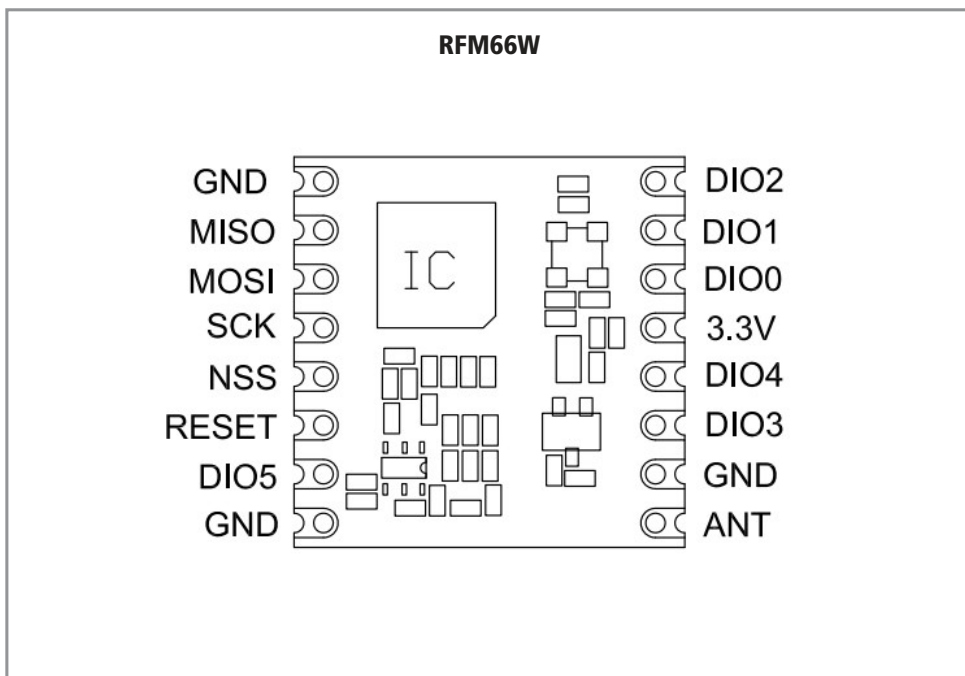 RFM66W
GND
MISO
MOSI
SCK
NSS
RESET
DIO5
GND
IC
DIO2
DIO1
DIO0
3.3V
DIO4
DIO3
GND
ANT